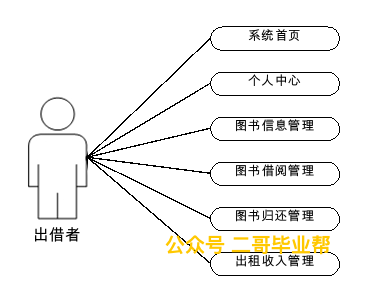 系统首页
个人中心
图书信息管理
图书借阅管理
图书归还管理
出租收入管理
出借者
公众号 二哥毕业帮